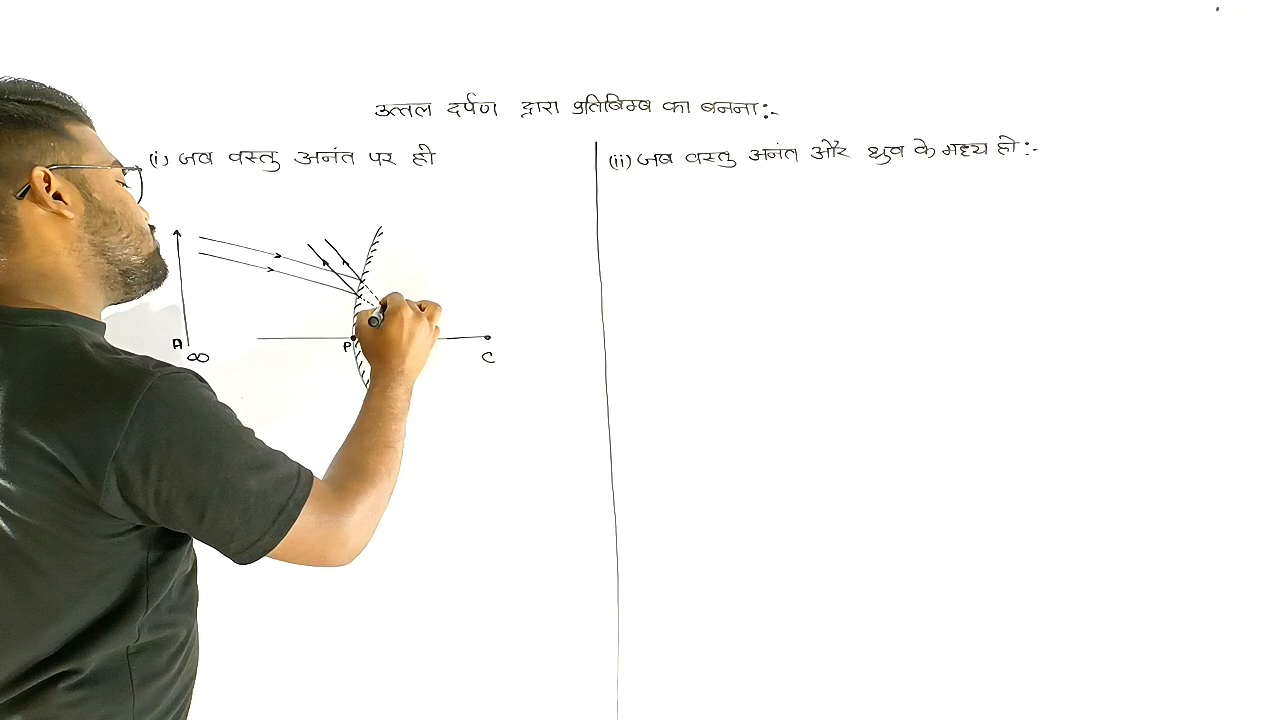 उत्तल दर्पण द्वारा प्रतिबिम्ब का बनना:-
(i) जब वस्तु अनंत पर हो
(ii) जब वस्तु अनंत और ध्रुव के मध्य हो:-
A
∞
P
C